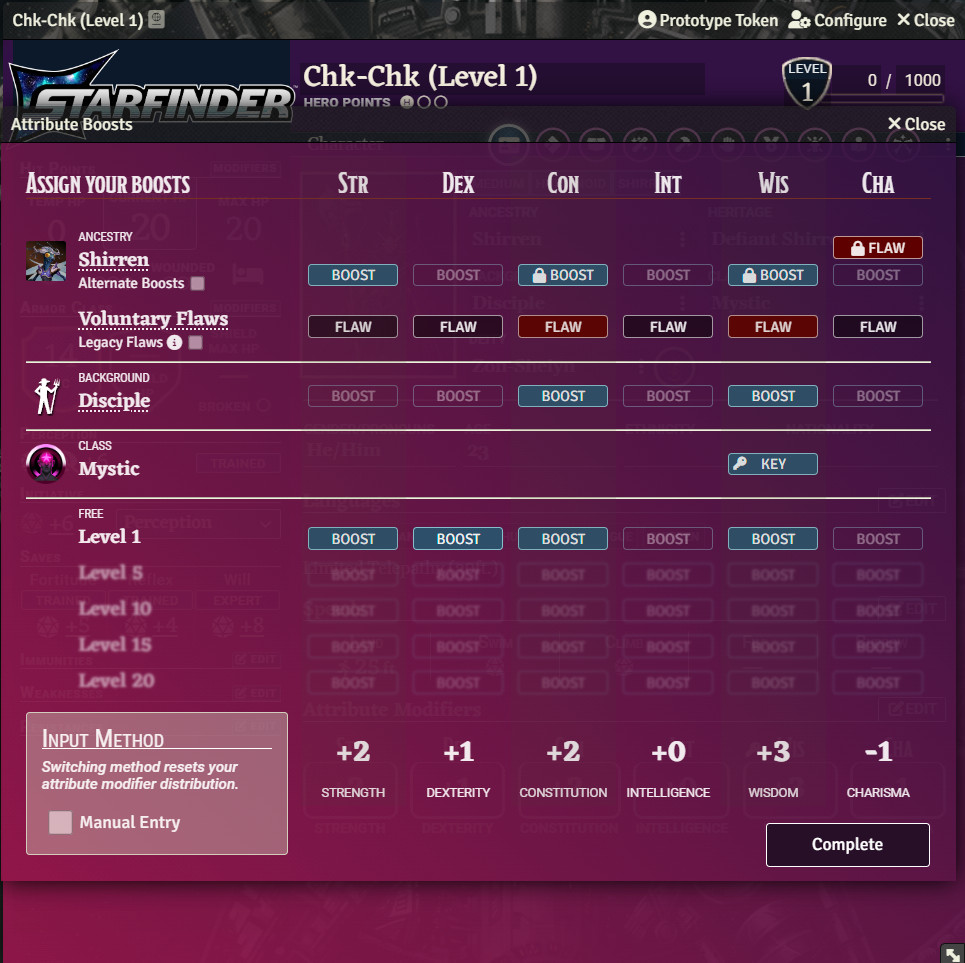 Chk-Chk (Level 1)
Prototype Token Configure Close
STARFINDER
Chk-Chk (Level 1)
HERO POINTS
LEVEL
1
0 / 1000
Attribute Boosts
Close
ASSIGN YOUR BOOSTS STR DEX CON INT WIS CHA
ANCESTRY
FLAW
Shirren
BOOST BOOST BOOST BOOST BOOST BOOST
Alternate Boosts
Voluntary Flaws
FLAW FLAW FLAW FLAW FLAW FLAW
Legacy Flaws
BACKGROUND
Disciple
BOOST BOOST BOOST BOOST BOOST BOOST
CLASS
Mystic
KEY
FREE
Level 1
BOOST BOOST BOOST BOOST BOOST BOOST
Level 5
BOOST BOOST BOOST BOOST BOOST BOOST
Level 10
BOOST BOOST BOOST BOOST BOOST BOOST
Level 15
BOOST BOOST BOOST BOOST BOOST BOOST
Level 20
BOOST BOOST BOOST BOOST BOOST BOOST
INPUT METHOD
Switching method resets your
attribute modifier distribution.
Manual Entry
+2 +1 +2 +0 +3 -1
STRENGTH DEXTERITY CONSTITUTION INTELLIGENCE WISDOM CHARISMA
Complete